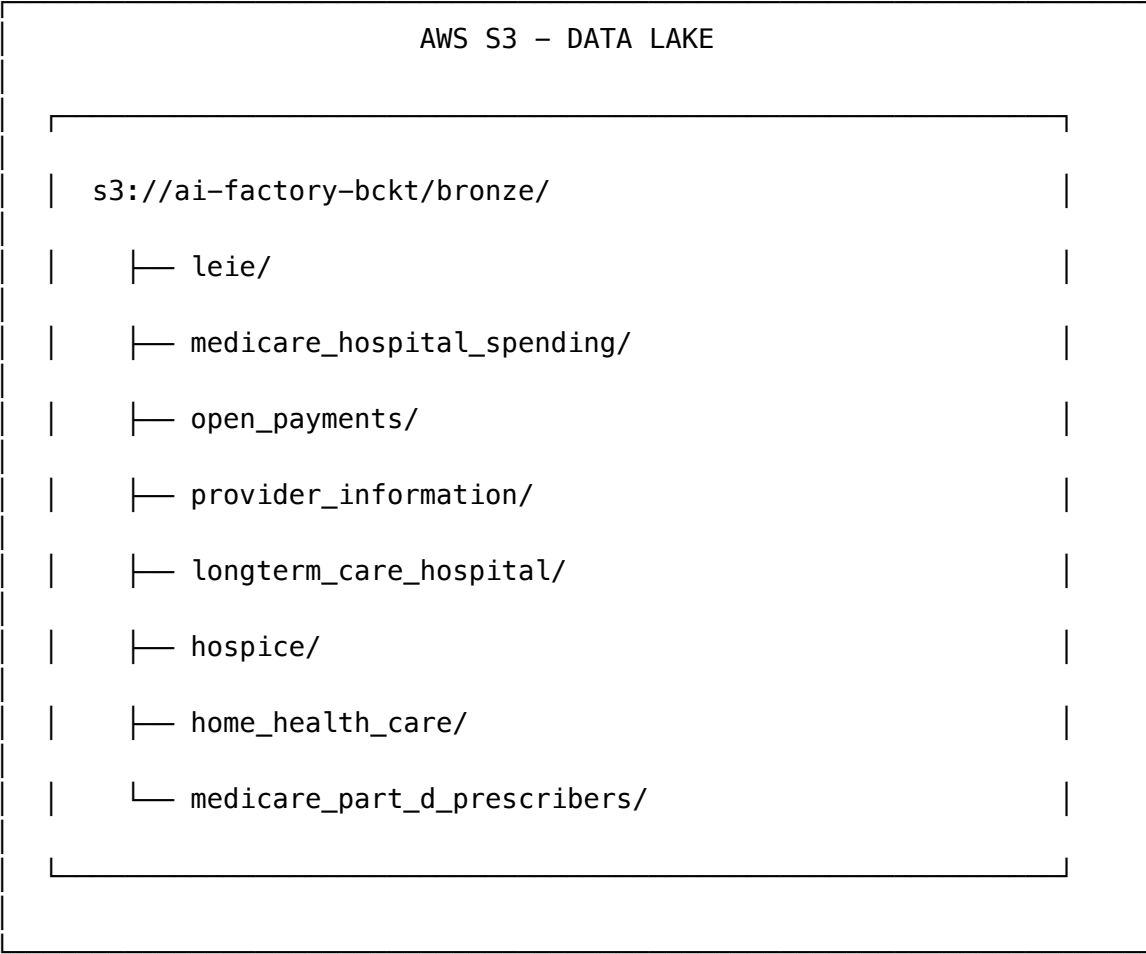 AWS S3 – DATA LAKE
s3://ai–factory–bckt/bronze/
leie/
medicare_hospital_spending/
open_payments/
provider_information/
longterm_care_hospital/
hospice/
home_health_care/
medicare_part_d_prescribers/